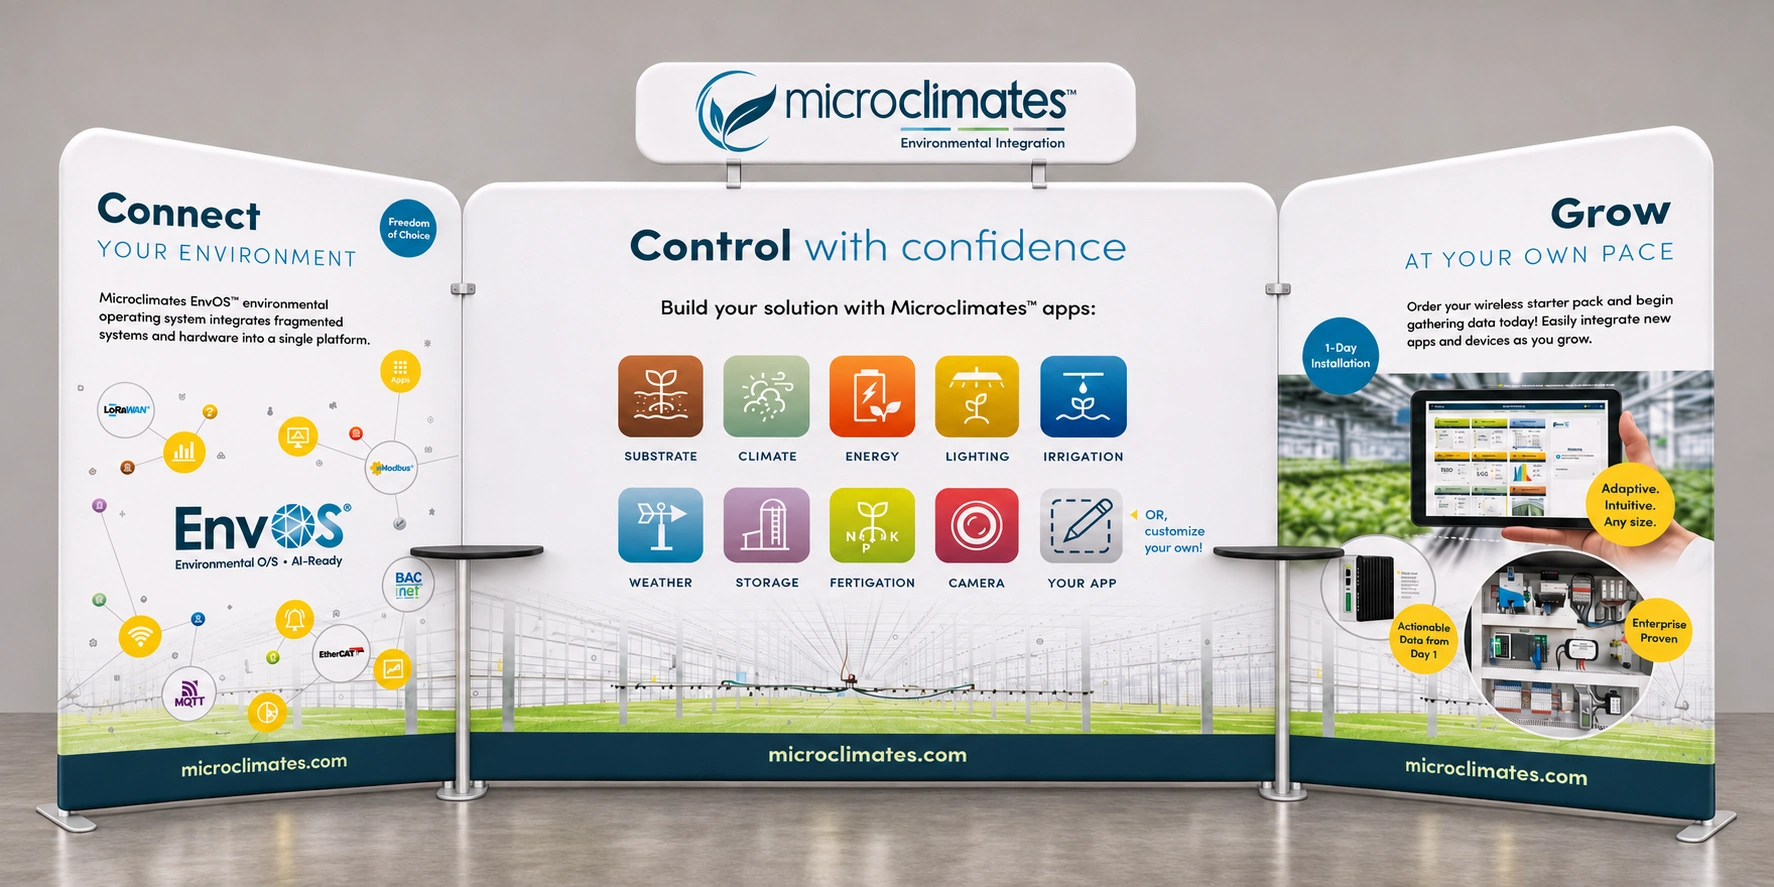 microclimates™
Environmental Integration
Connect
YOUR ENVIRONMENT
Freedom
of Choice
Microclimates EnvOS™ environmental
operating system integrates fragmented
systems and hardware into a single platform.
Apps
LoRaWAN®
Modbus®
EnvOS®
Environmental O/S • AI-Ready
BAC
net
EtherCAT
MQTT
microclimates.com
Control with confidence
Build your solution with Microclimates™ apps:
SUBSTRATE
CLIMATE
ENERGY
LIGHTING
IRRIGATION
N K
P
WEATHER
STORAGE
FERTIGATION
CAMERA
YOUR APP
OR,
customize
your own!
microclimates.com
Grow
AT YOUR OWN PACE
Order your wireless starter pack and begin
gathering data today! Easily integrate new
apps and devices as you grow.
1-Day
Installation
Adaptive.
Intuitive.
Any size.
Actionable
Data from
Day 1
Enterprise
Proven
microclimates.com